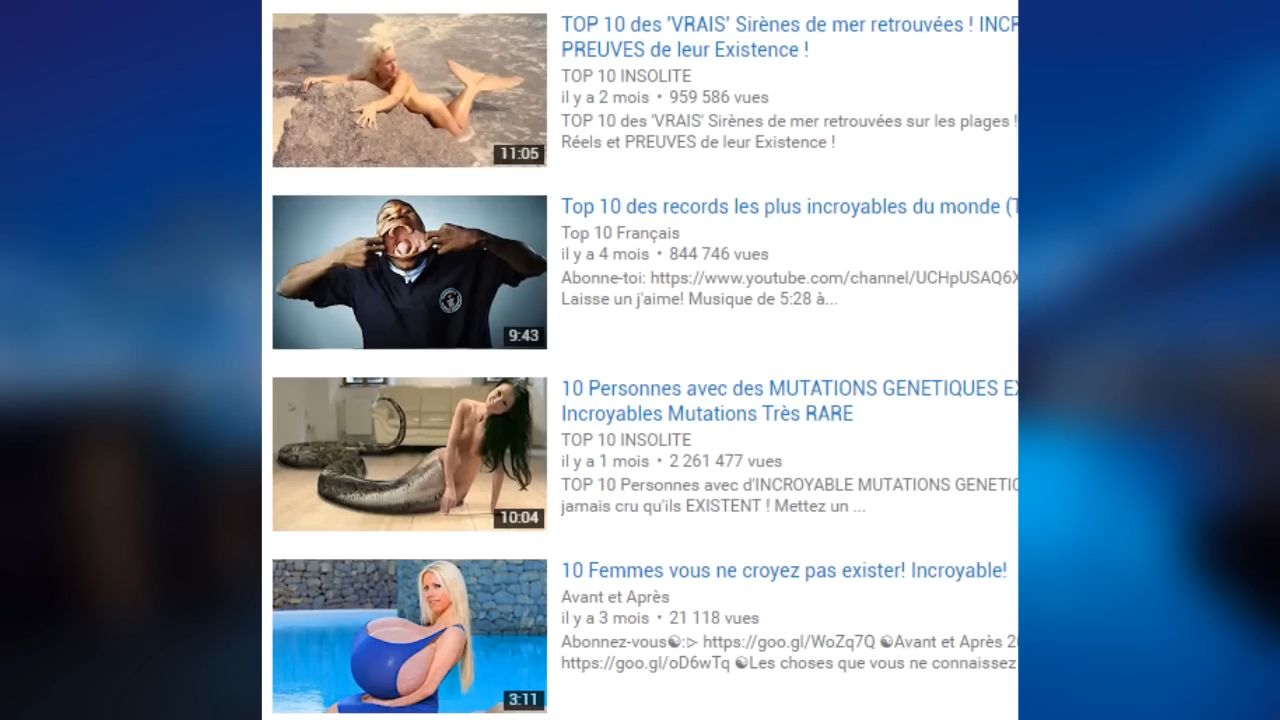 TOP 10 des 'VRAIS' Sirènes de mer retrouvées ! INCR
PREUVES de leur Existence !
TOP 10 INSOLITE
il y a 2 mois • 959 586 vues
TOP 10 des 'VRAIS' Sirènes de mer retrouvées sur les plages !
Réels et PREUVES de leur Existence !
11:05
Top 10 des records les plus incroyables du monde (T
Top 10 Français
il y a 4 mois • 844 746 vues
Abonne-toi: https://www.youtube.com/channel/UCHpUSAQ6X
Laisse un j'aime! Musique de 5:28 à...
9:43
10 Personnes avec des MUTATIONS GENETIQUES EX
Incroyables Mutations Très RARE
TOP 10 INSOLITE
il y a 1 mois • 2 261 477 vues
TOP 10 Personnes avec d'INCROYABLE MUTATIONS GENETIC
jamais cru qu'ils EXISTENT ! Mettez un ...
10:04
10 Femmes vous ne croyez pas exister! Incroyable!
Avant et Après
il y a 3 mois • 21 118 vues
Abonnez-vous☯:▷ https://goo.gl/WoZq7Q ☯Avant et Après 20
https://goo.gl/oD6wTq ☯Les choses que vous ne connaissez
3:11